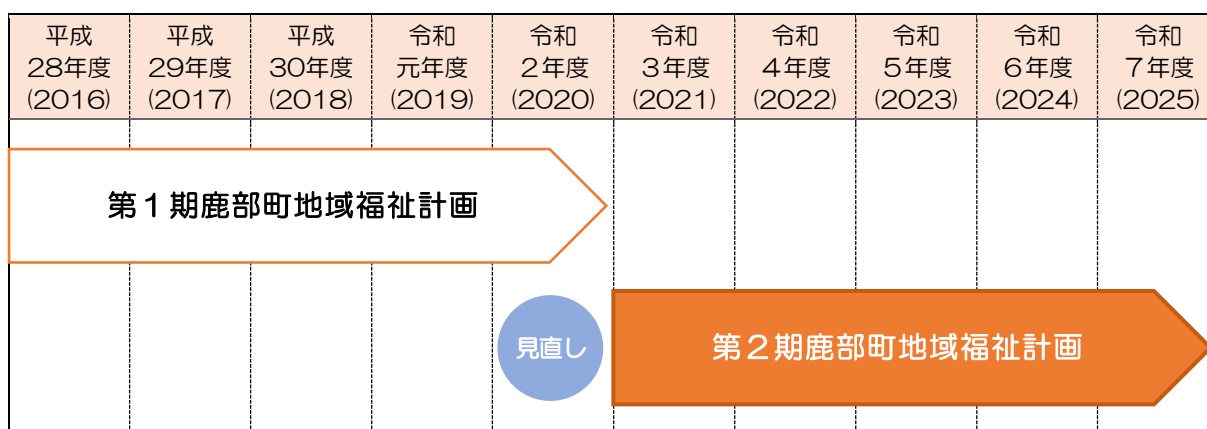 平成
28年度
(2016)
平成
29年度
(2017)
平成
30年度
(2018)
令和
元年度
(2019)
令和
２年度
(2020)
令和
３年度
(2021)
令和
４年度
(2022)
令和
５年度
(2023)
令和
６年度
(2024)
令和
７年度
(2025)
第１期鹿部町地域福祉計画
見直し
第２期鹿部町地域福祉計画